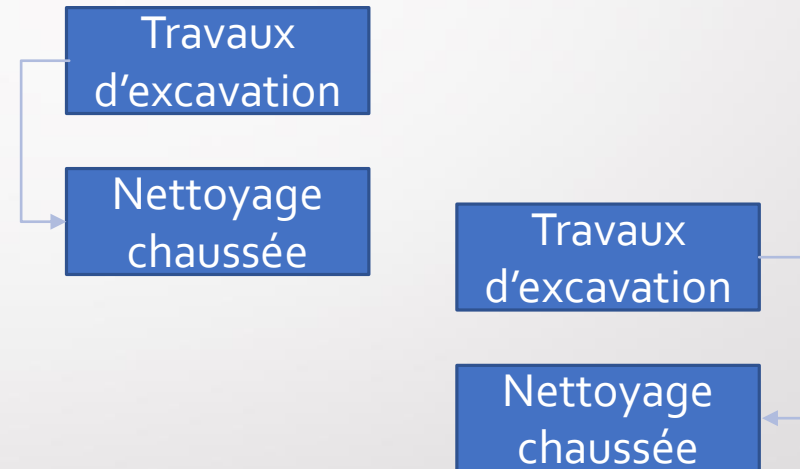 Travaux
d’excavation
Nettoyage
chaussée
Travaux
d’excavation
Nettoyage
chaussée